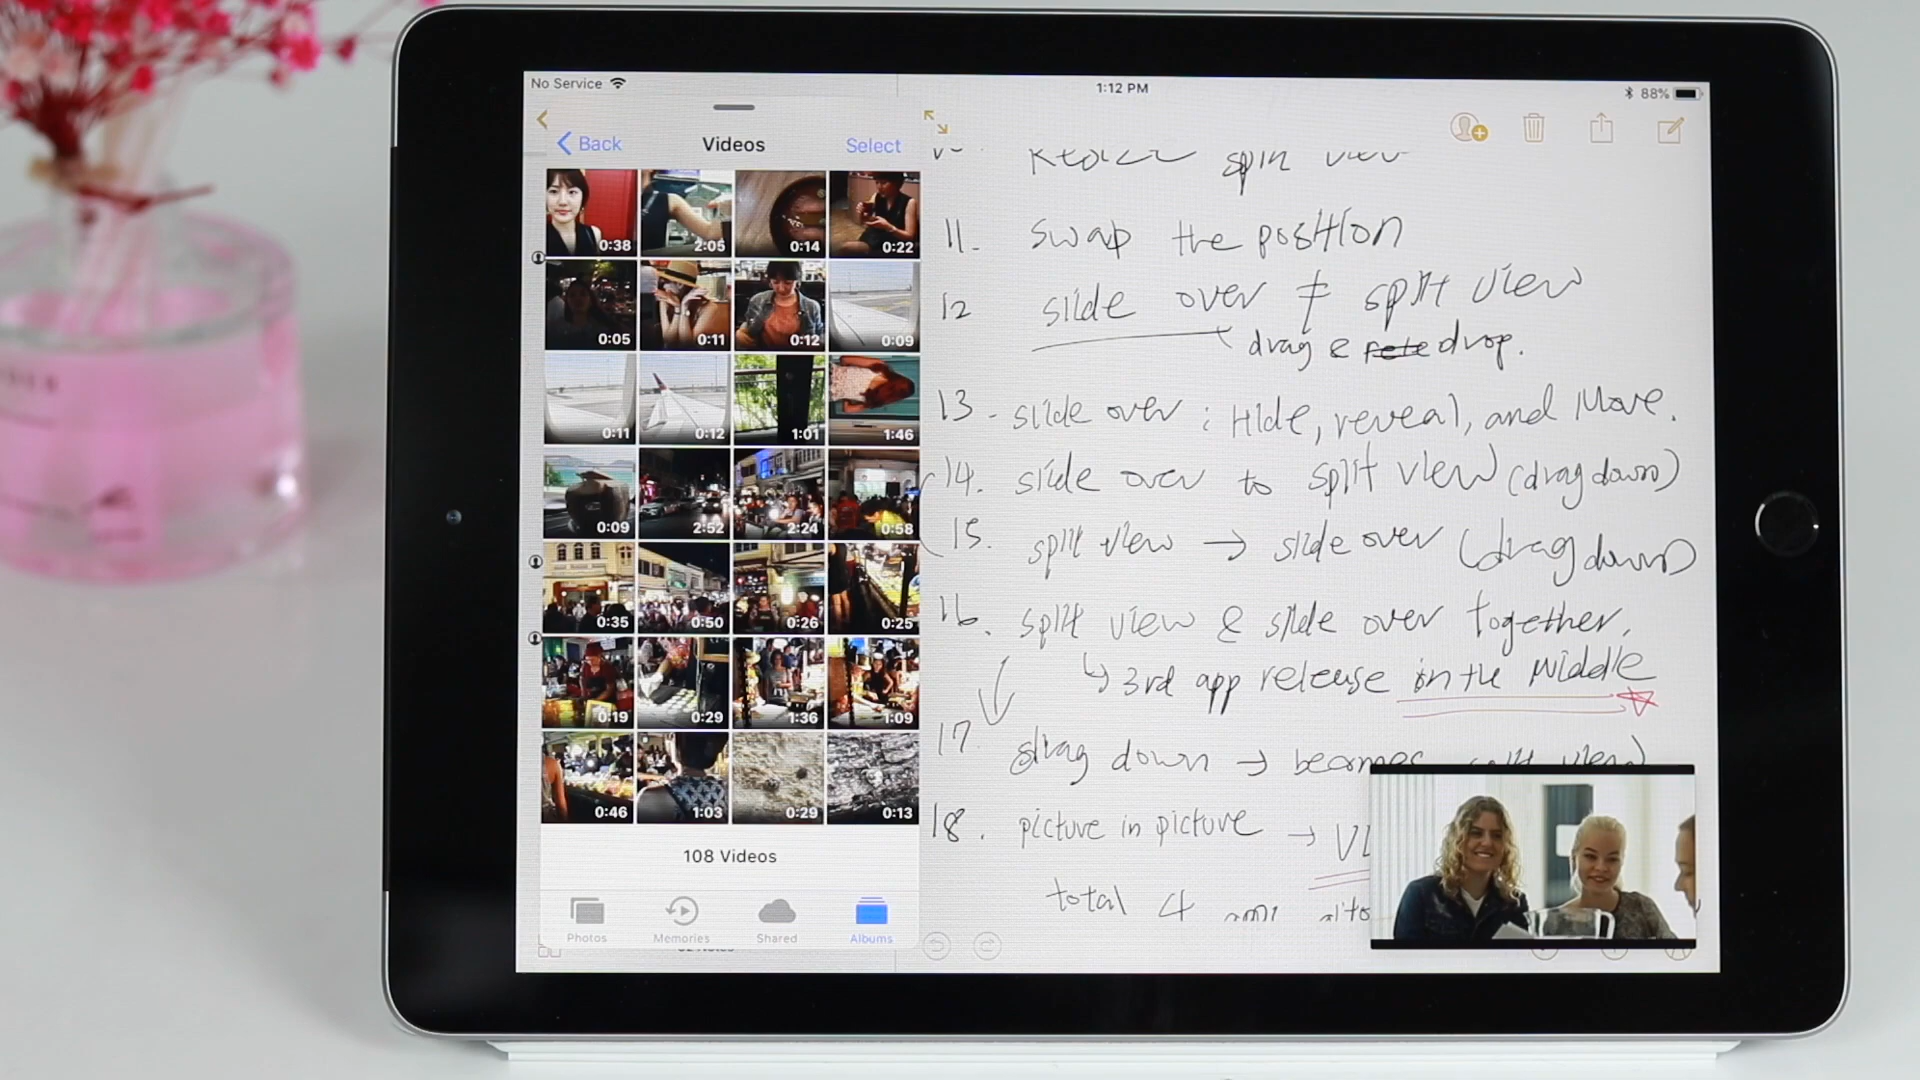 No Service
1:12 PM
88%
Back
Videos
Select
0:38
2:05
0:14
0:22
0:05
0:11
0:12
0:09
0:11
0:12
1:01
1:46
0:09
2:52
2:24
0:58
0:35
0:50
0:26
0:25
0:19
0:29
1:36
1:09
0:46
1:03
0:29
0:13
108 Videos
Photos
Memories
Shared
Albums
split view
11. swap the position
12 slide over ≠ split view
drag & drop.
13 - slide over : Hide, reveal, and Move.
14. slide over to split view (drag down)
15. split view → slide over (drag down)
16. split view & slide over together.
↳ 3rd app release in the Middle
17 drag down → becomes split view
18. picture in picture →
total 4